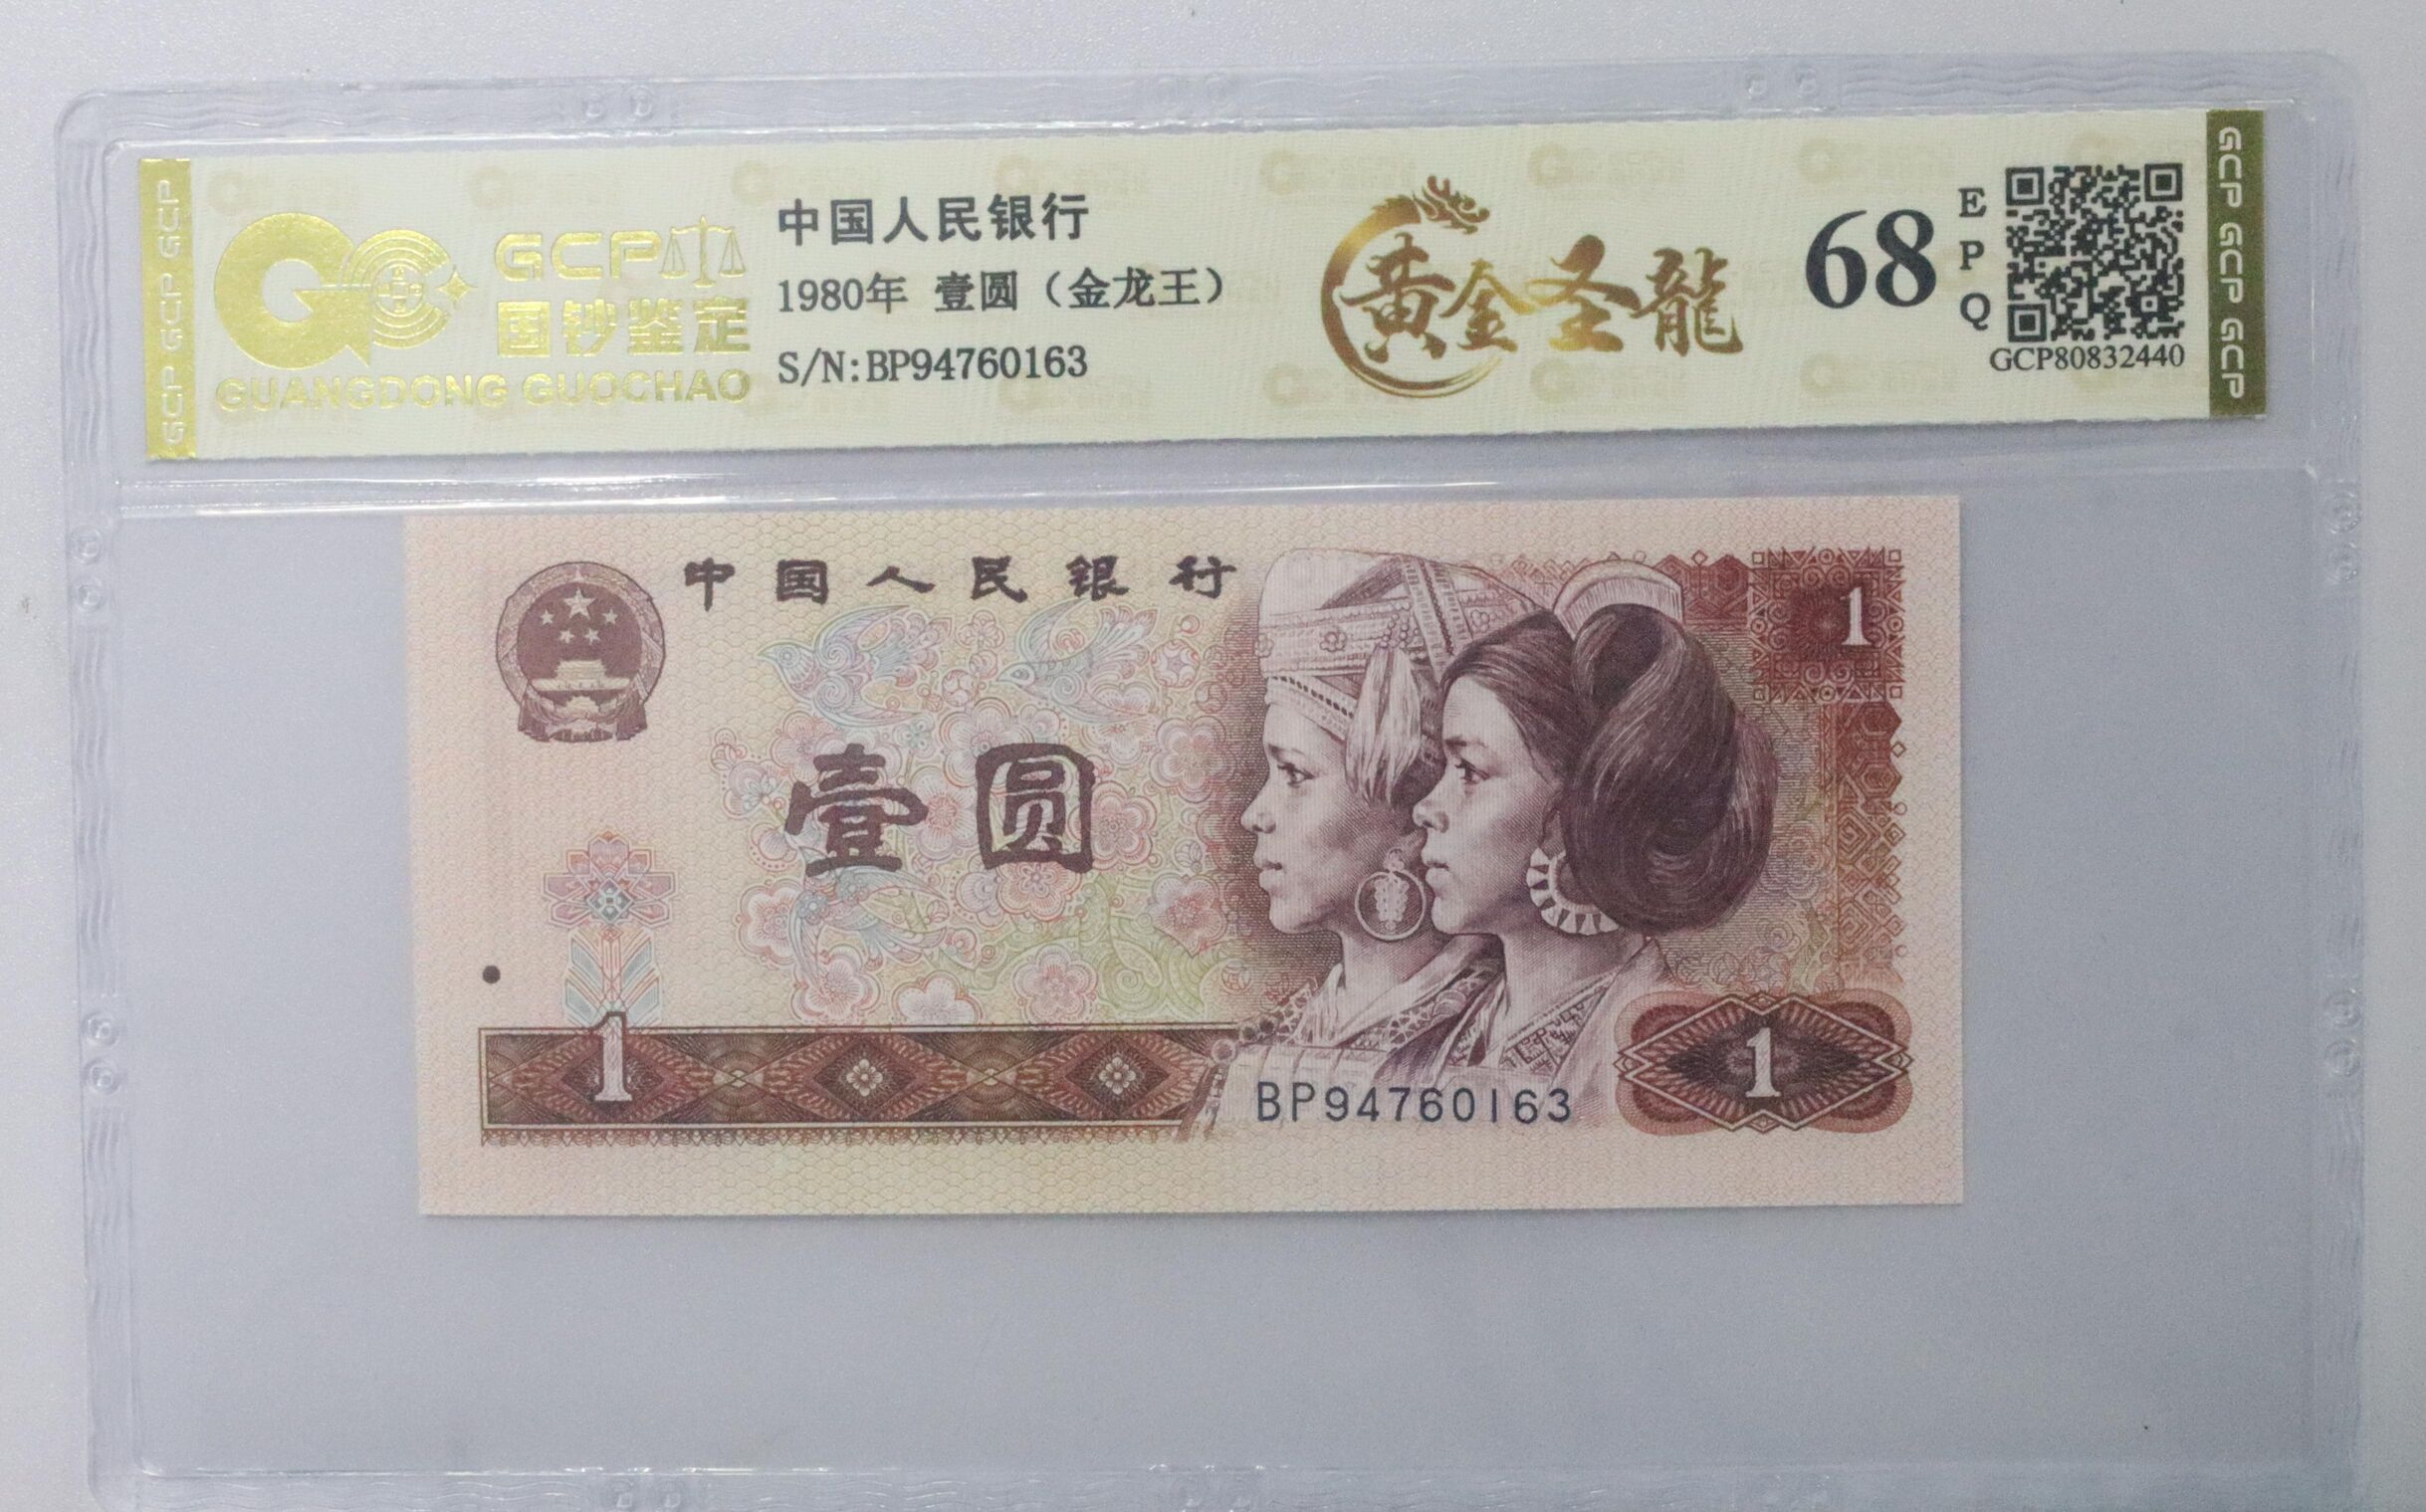 GCP GCP GCP
GCP
国钞鉴定
GUANGDONG GUOCHAO
中国人民银行
1980年 壹圆（金龙王）
S/N:BP94760163
黄金圣龍
68
E
P
Q
GCP80832440
GCP GCP GCP
中国人民银行
1
壹圆
1
BP94760163
1